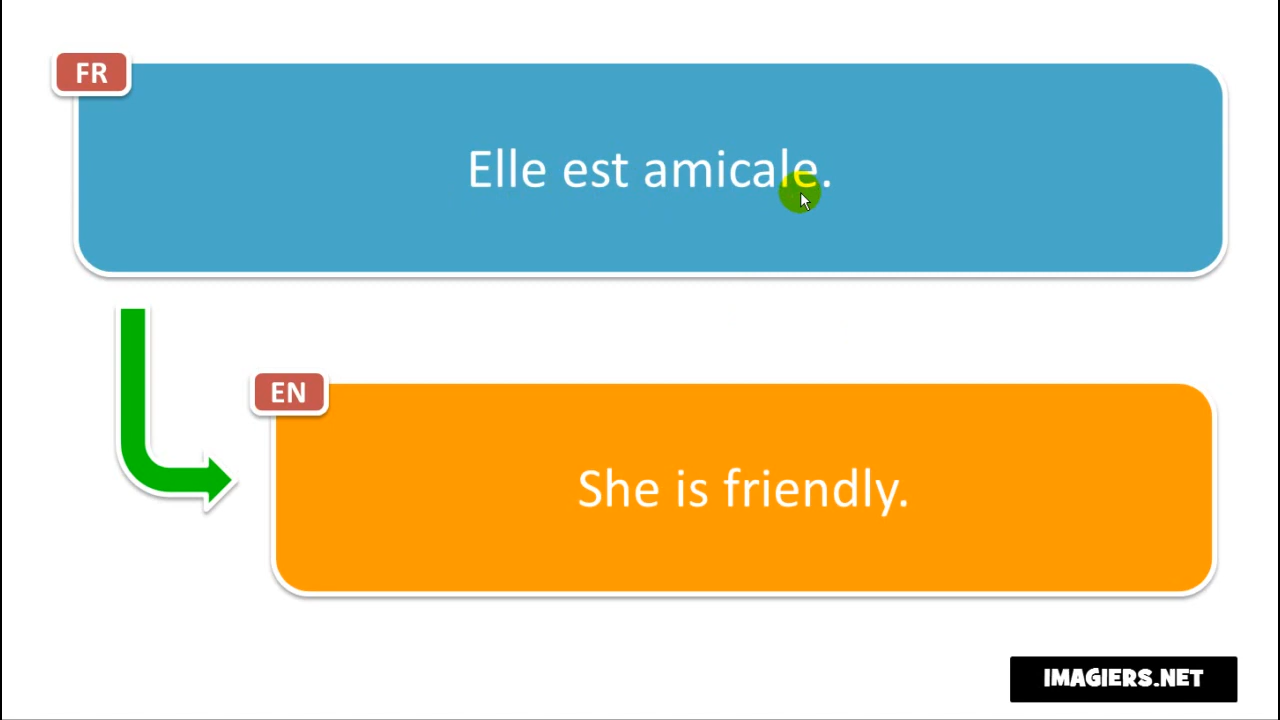 FR
Elle est amicale.
EN
She is friendly.
IMAGIERS.NET